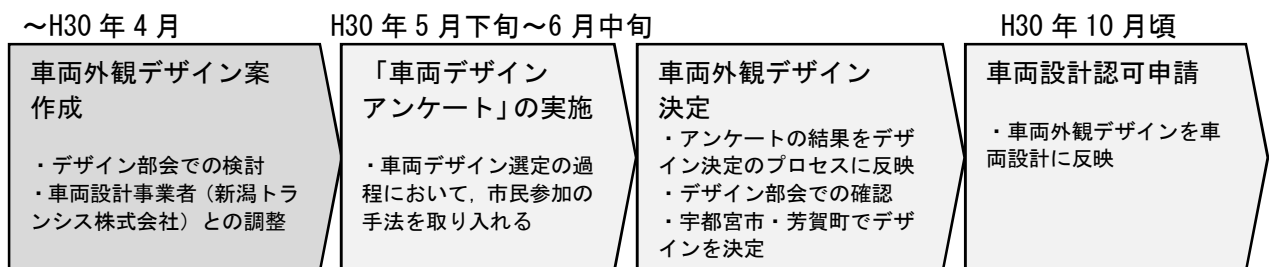 ～H30 年 4 月
H30 年 5 月下旬～6 月中旬
H30 年 10 月頃
車両外観デザイン案
作成
・デザイン部会での検討
・車両設計事業者（新潟トラ
ンシス株式会社）との調整
「車両デザイン
アンケート」の実施
・車両デザイン選定の過
程において，市民参加の
手法を取り入れる
車両外観デザイン
決定
・アンケートの結果をデザ
イン決定のプロセスに反映
・デザイン部会での確認
・宇都宮市・芳賀町でデザ
インを決定
車両設計認可申請
・車両外観デザインを車
両設計に反映